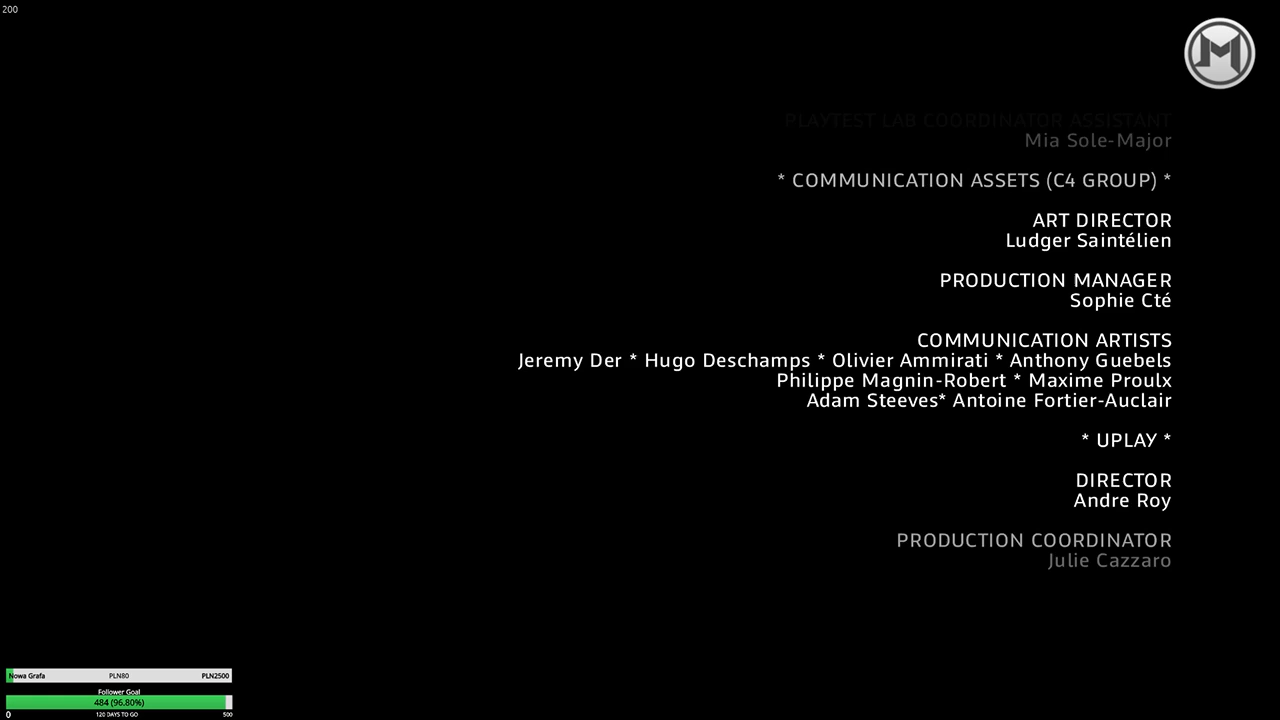 200
PLAYTEST LAB COORDINATOR ASSISTANT
Mia Sole-Major
* COMMUNICATION ASSETS (C4 GROUP) *
ART DIRECTOR
Ludger Saintélien
PRODUCTION MANAGER
Sophie Cté
COMMUNICATION ARTISTS
Jeremy Der * Hugo Deschamps * Olivier Ammirati * Anthony Guebels
Philippe Magnin-Robert * Maxime Proulx
Adam Steeves* Antoine Fortier-Auclair
* UPLAY *
DIRECTOR
Andre Roy
PRODUCTION COORDINATOR
Julie Cazzaro
Nowa Grafa PLN80 PLN2500
Follower Goal
484 (96.80%)
0 120 DAYS TO GO 500